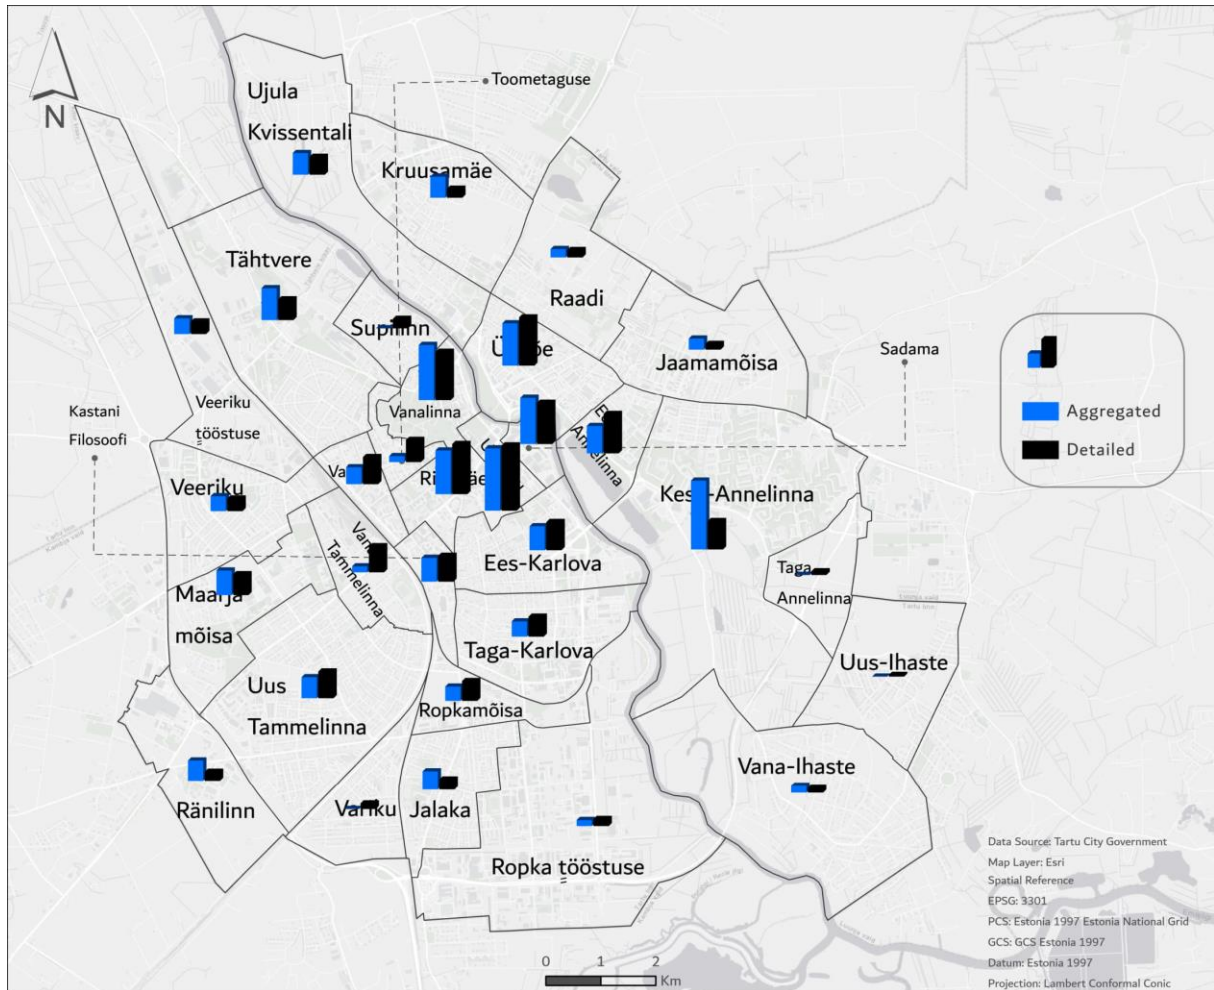 Toometaguse
Ujula
Kvissentali
N
Kruusamäe
Tähtvere
Raadi
Supilinn
Jaamamõisa
Sadama
Kastani
Filosoofi
Vanalinna
Veeriku
tööstuse
Annelinna
Aggregated
Detailed
Veeriku
Kesk-Annelinna
Ees-Karlova
Taga
Annelinna
Tammelinna
Maarja
mõisa
Taga-Karlova
Uus-Ihaste
Uus
Tammelinna
Ropkamõisa
Vana-Ihaste
Ränilinn
Variku
Jalaka
Ropka tööstuse
Data Source: Tartu City Government
Map Layer: Esri
Spatial Reference
EPSG: 3301
PCS: Estonia 1997 Estonia National Grid
GCS: GCS Estonia 1997
Datum: Estonia 1997
Projection: Lambert Conformal Conic
0 1 2
Km